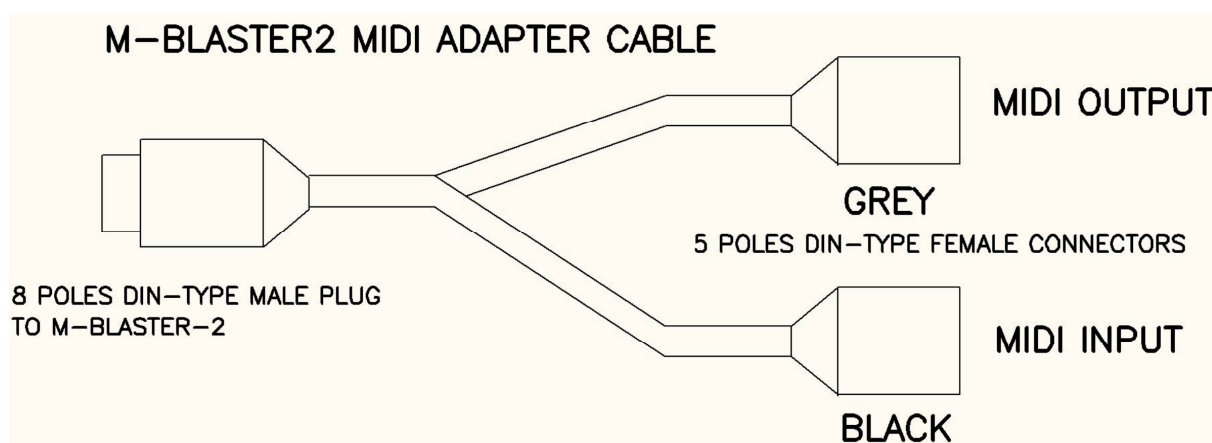 M-BLASTER2 MIDI ADAPTER CABLE
MIDI OUTPUT
GREY
5 POLES DIN-TYPE FEMALE CONNECTORS
8 POLES DIN-TYPE MALE PLUG
TO M-BLASTER-2
MIDI INPUT
BLACK